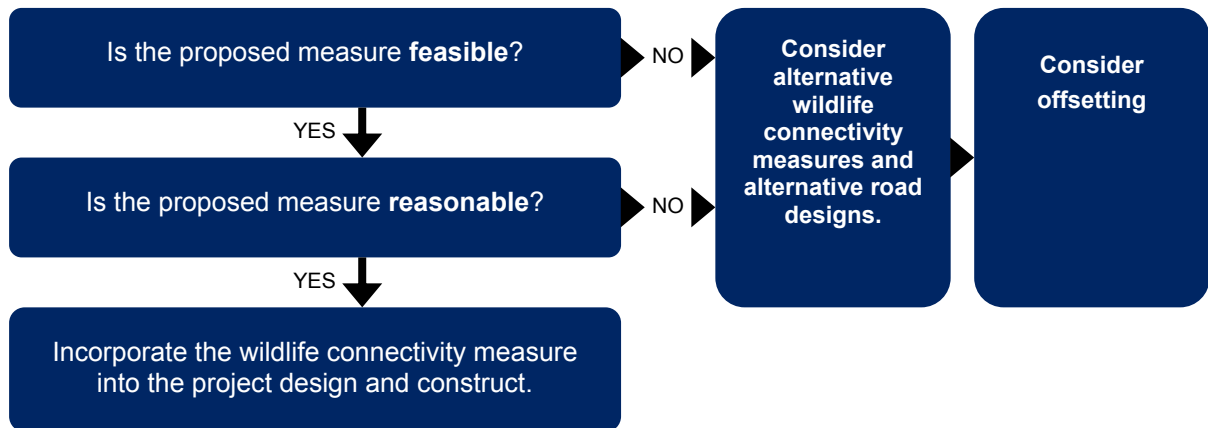 Is the proposed measure feasible?
NO
YES
Is the proposed measure reasonable?
NO
YES
Incorporate the wildlife connectivity measure
into the project design and construct.
Consider
alternative
wildlife
connectivity
measures and
alternative road
designs.
Consider
offsetting